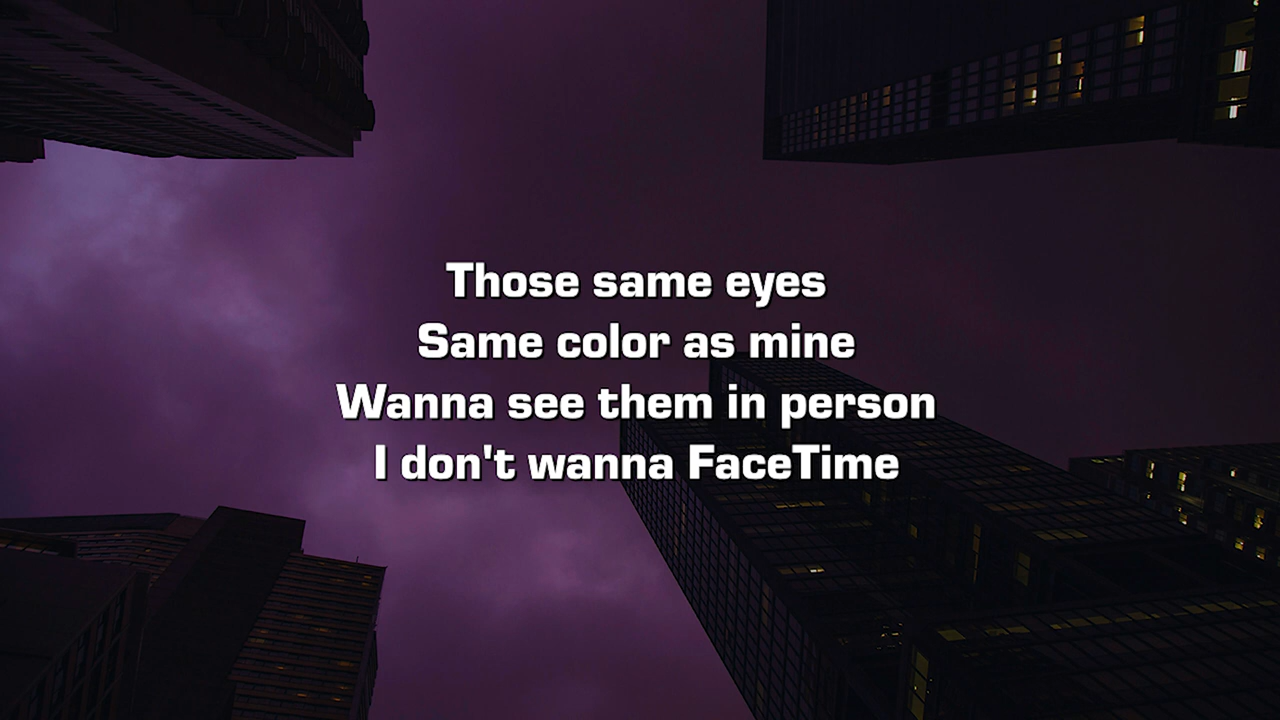 Those same eyes
Same color as mine
Wanna see them in person
I don't wanna FaceTime